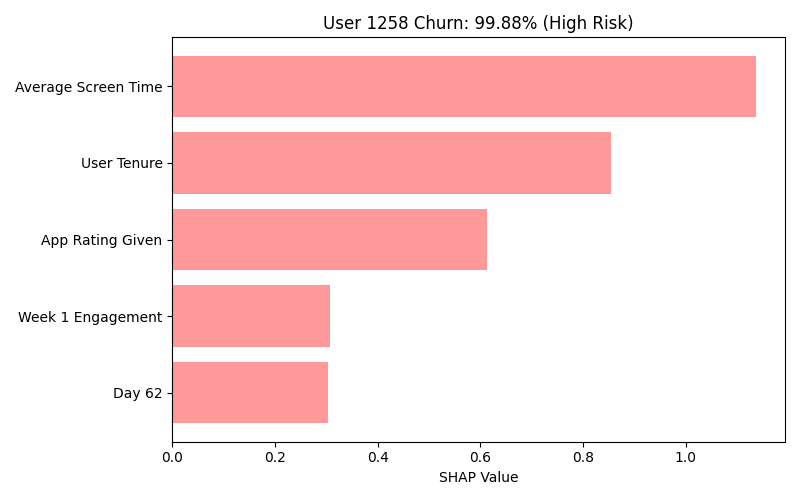 User 1258 Churn: 99.88% (High Risk)
Average Screen Time
User Tenure
App Rating Given
Week 1 Engagement
Day 62
0.0 0.2 0.4 0.6 0.8 1.0
SHAP Value